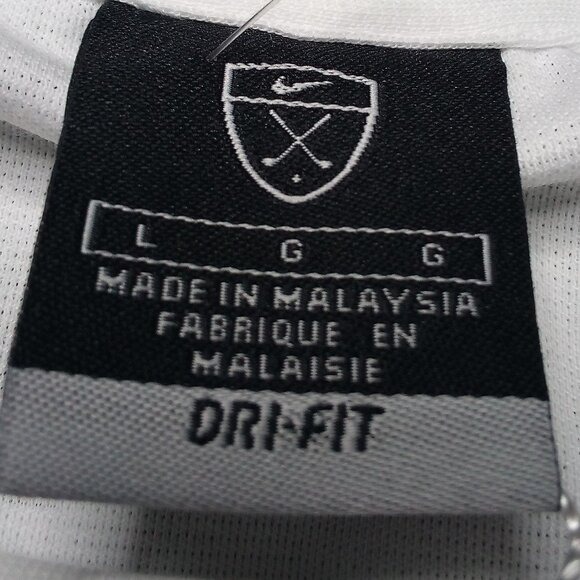 L G G
MADE IN MALAYSIA
FABRIQUE EN
MALAISIE
DRI-FIT